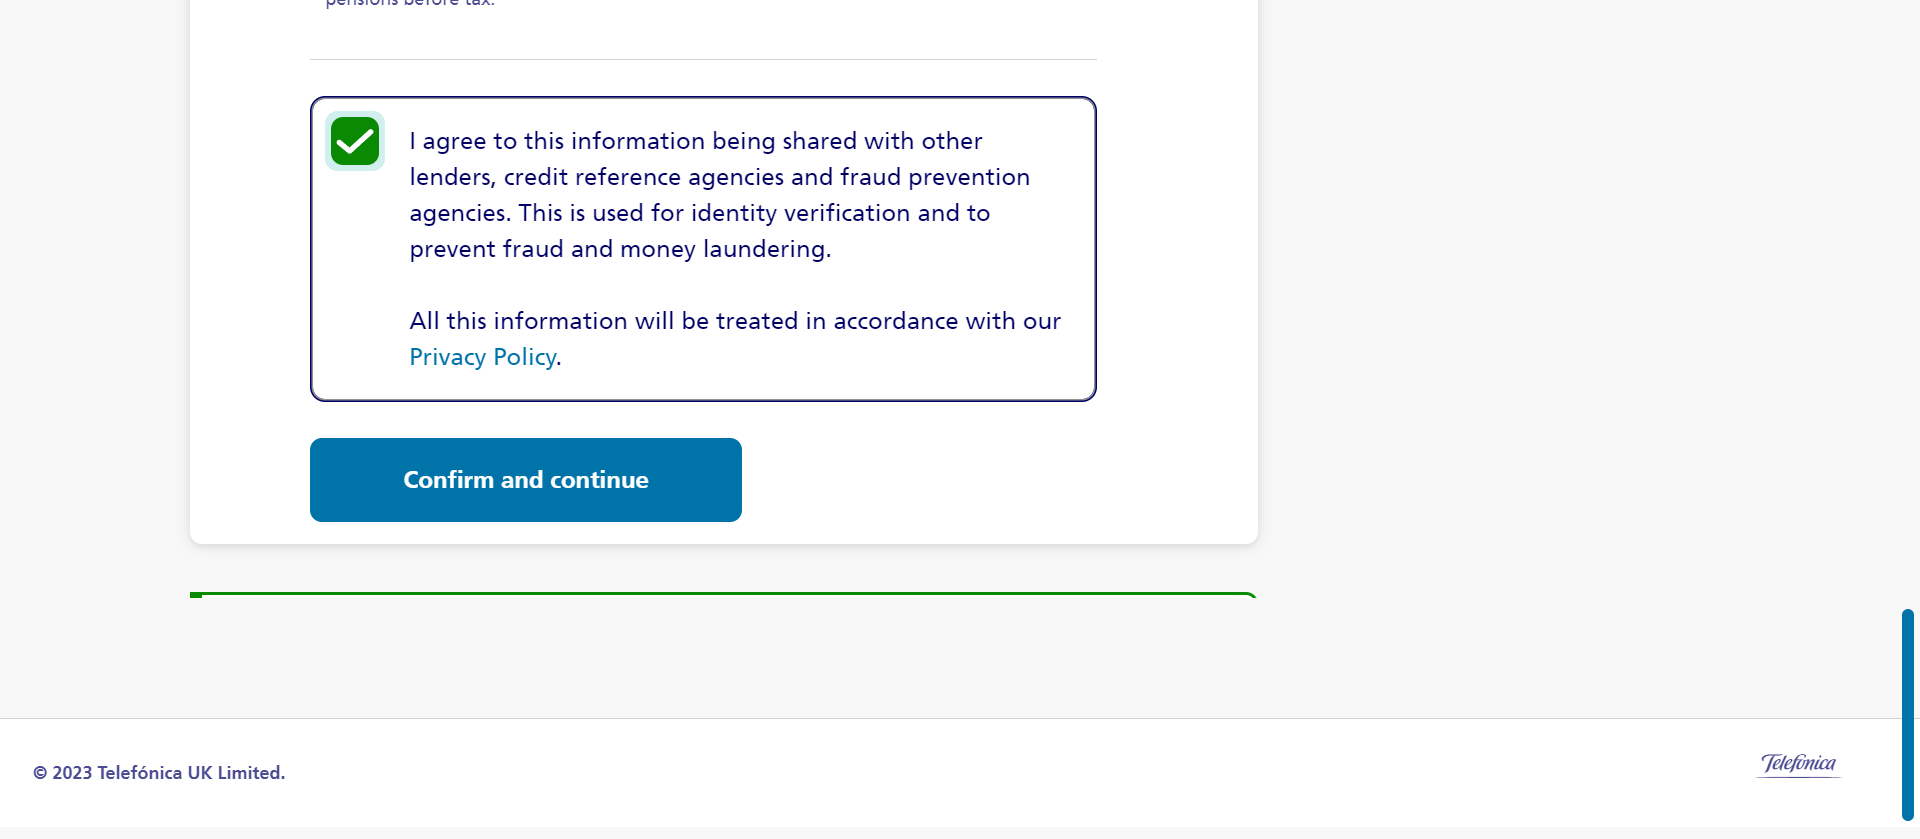 pensions before tax.
I agree to this information being shared with other
lenders, credit reference agencies and fraud prevention
agencies. This is used for identity verification and to
prevent fraud and money laundering.
All this information will be treated in accordance with our
Privacy Policy.
Confirm and continue
© 2023 Telefónica UK Limited.
Telefónica